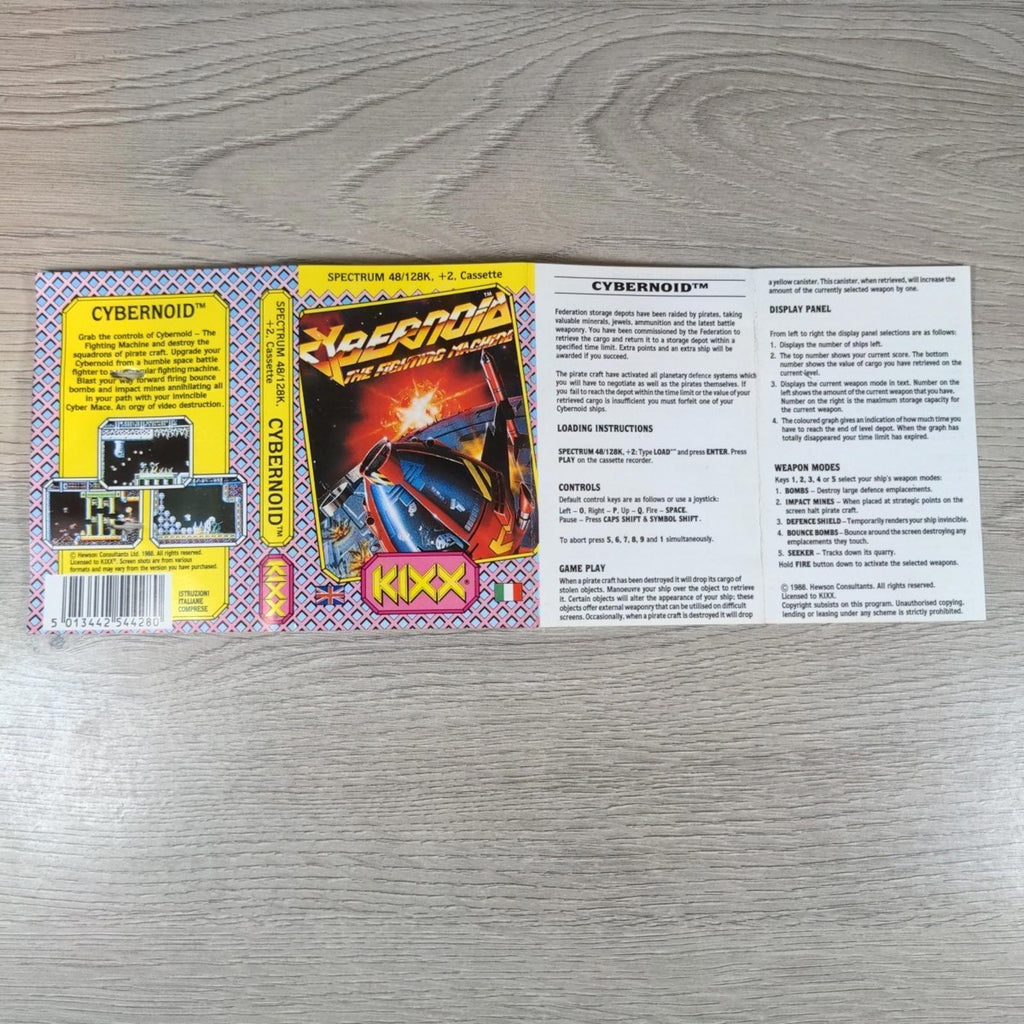 CYBERNOID™
Grab the controls of Cybernoid – The
Fighting Machine and destroy the
squadrons of pirate craft. Upgrade your
Cybernoid from a humble space battle
fighter to fighting machine.
Blast your way forward firing bounce
bombs and impact mines annihilating all
in your path with your invincible
Cyber Mace. An orgy of video destruction.
© Hewson Consultants Ltd. 1988. All rights reserved.
Licensed to KIXX®. Screen shots are from various
formats and may vary from the version you have purchased.
ISTRUZIONI
ITALIANE
COMPRESE
5 013442 544280
SPECTRUM 48/128K,
+2, Cassette
CYBERNOID™
KIXX
SPECTRUM 48/128K, +2, Cassette
CYBERNOID™
THE FIGHTING MACHINE
KIXX®
CYBERNOID™
Federation storage depots have been raided by pirates, taking
valuable minerals, jewels, ammunition and the latest battle
weaponry. You have been commissioned by the Federation to
retrieve the cargo and return it to a storage depot within a
specified time limit. Extra points and an extra ship will be
awarded if you succeed.
The pirate craft have activated all planetary defence systems which
you will have to negotiate as well as the pirates themselves. If
you fail to reach the depot within the time limit or the value of your
retrieved cargo is insufficient you must forfeit one of your
Cybernoid ships.
LOADING INSTRUCTIONS
SPECTRUM 48/128K, +2: Type LOAD"" and press ENTER. Press
PLAY on the cassette recorder.
CONTROLS
Default control keys are as follows or use a joystick:
Left – O, Right – P, Up – Q, Fire – SPACE.
Pause – Press CAPS SHIFT & SYMBOL SHIFT.
To abort press 5, 6, 7, 8, 9 and 1 simultaneously.
GAME PLAY
When a pirate craft has been destroyed it will drop its cargo of
stolen objects. Manoeuvre your ship over the object to retrieve
it. Certain objects will alter the appearance of your ship; these
objects offer external weaponry that can be utilised on difficult
screens. Occasionally, when a pirate craft is destroyed it will drop
a yellow canister. This canister, when retrieved, will increase the
amount of the currently selected weapon by one.
DISPLAY PANEL
From left to right the display panel selections are as follows:
1. Displays the number of ships left.
2. The top number shows your current score. The bottom
number shows the value of cargo you have retrieved on the
current level.
3. Displays the current weapon mode in text. Number on the
left shows the amount of the current weapon that you have.
Number on the right is the maximum storage capacity for
the current weapon.
4. The coloured graph gives an indication of how much time you
have to reach the end of level depot. When the graph has
totally disappeared your time limit has expired.
WEAPON MODES
Keys 1, 2, 3, 4 or 5 select your ship's weapon modes:
1. BOMBS – Destroy large defence emplacements.
2. IMPACT MINES – When placed at strategic points on the
screen halt pirate craft.
3. DEFENCE SHIELD – Temporarily renders your ship invincible.
4. BOUNCE BOMBS – Bounce around the screen destroying any
emplacements they touch.
5. SEEKER – Tracks down its quarry.
Hold FIRE button down to activate the selected weapons.
© 1988. Hewson Consultants. All rights reserved.
Licensed to KIXX.
Copyright subsists on this program. Unauthorised copying,
lending or leasing under any scheme is strictly prohibited.